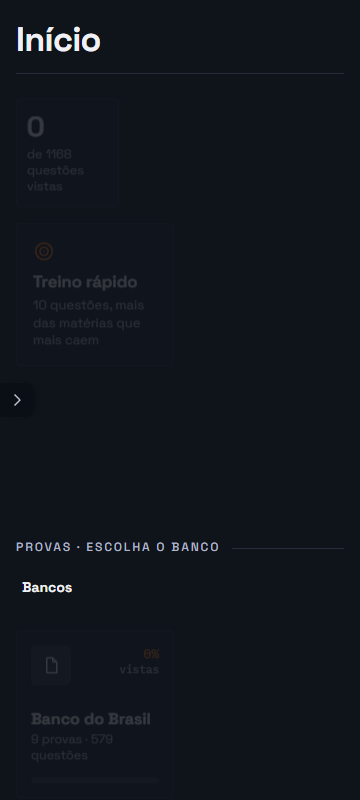 Início
0
de 1168
questões
vistas
Treino rápido
10 questões, mais
das matérias que
mais caem
PROVAS · ESCOLHA O BANCO
Bancos
0%
vistas
Banco do Brasil
9 provas · 579
questões